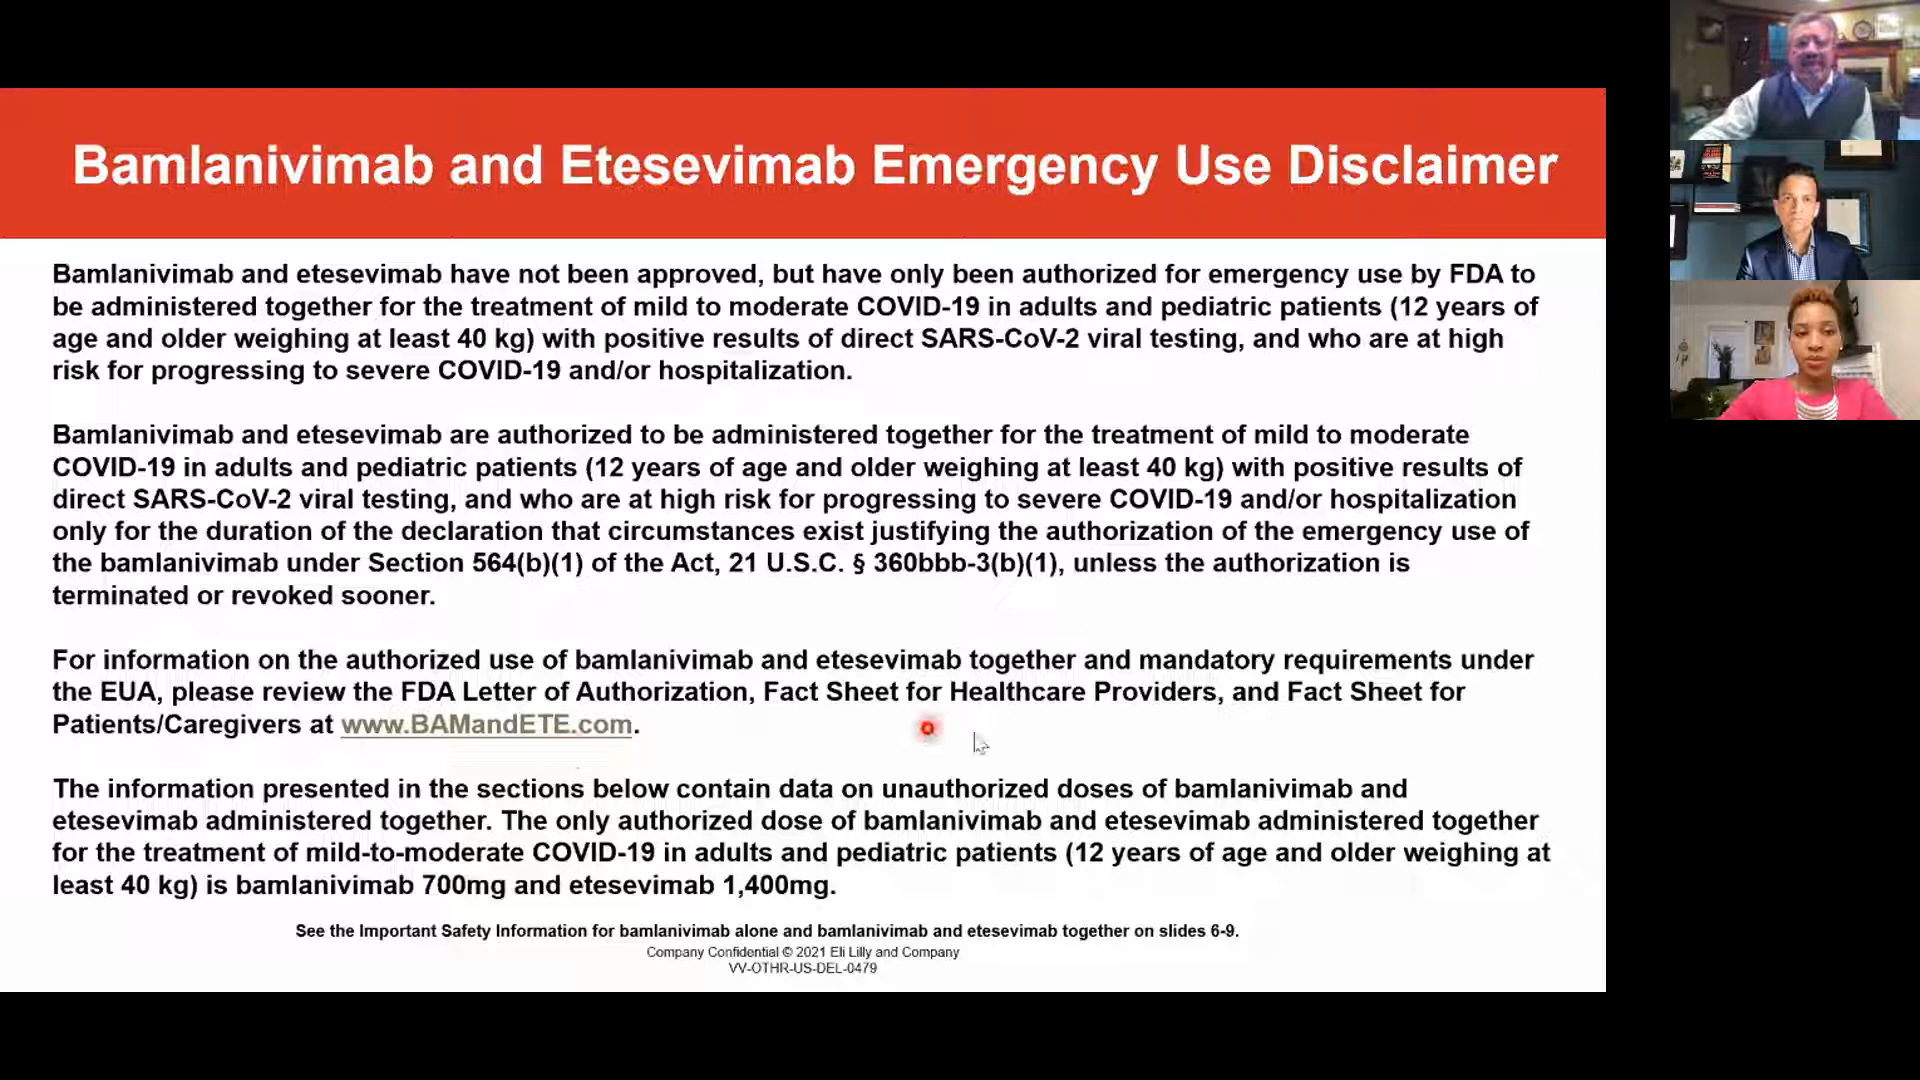 Bamlanivimab and Etesevimab Emergency Use Disclaimer
Bamlanivimab and etesevimab have not been approved, but have only been authorized for emergency use by FDA to
be administered together for the treatment of mild to moderate COVID-19 in adults and pediatric patients (12 years of
age and older weighing at least 40 kg) with positive results of direct SARS-CoV-2 viral testing, and who are at high
risk for progressing to severe COVID-19 and/or hospitalization.
Bamlanivimab and etesevimab are authorized to be administered together for the treatment of mild to moderate
COVID-19 in adults and pediatric patients (12 years of age and older weighing at least 40 kg) with positive results of
direct SARS-CoV-2 viral testing, and who are at high risk for progressing to severe COVID-19 and/or hospitalization
only for the duration of the declaration that circumstances exist justifying the authorization of the emergency use of
the bamlanivimab under Section 564(b)(1) of the Act, 21 U.S.C. § 360bbb-3(b)(1), unless the authorization is
terminated or revoked sooner.
For information on the authorized use of bamlanivimab and etesevimab together and mandatory requirements under
the EUA, please review the FDA Letter of Authorization, Fact Sheet for Healthcare Providers, and Fact Sheet for
Patients/Caregivers at www.BAMandETE.com.
The information presented in the sections below contain data on unauthorized doses of bamlanivimab and
etesevimab administered together. The only authorized dose of bamlanivimab and etesevimab administered together
for the treatment of mild-to-moderate COVID-19 in adults and pediatric patients (12 years of age and older weighing at
least 40 kg) is bamlanivimab 700mg and etesevimab 1,400mg.
See the Important Safety Information for bamlanivimab alone and bamlanivimab and etesevimab together on slides 6-9.
Company Confidential © 2021 Eli Lilly and Company
VV-OTHR-US-DEL-0479